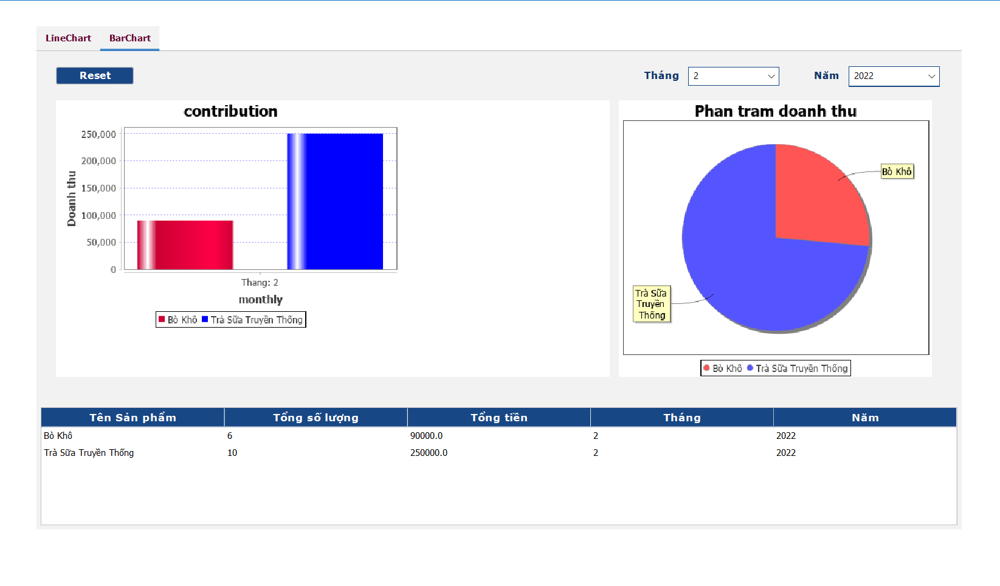 LineChart BarChart
Reset Tháng 2 Năm 2022
contribution
250,000
200,000
150,000
100,000
50,000
0
Doanh thu
Thang: 2
monthly
Bò Khô Trà Sữa Truyền Thống
Phan tram doanh thu
Bò Khô
Trà Sữa
Truyền
Thống
Bò Khô Trà Sữa Truyền Thống
Tên Sản phẩm Tổng số lượng Tổng tiền Tháng Năm
Bò Khô 6 90000.0 2 2022
Trà Sữa Truyền Thống 10 250000.0 2 2022